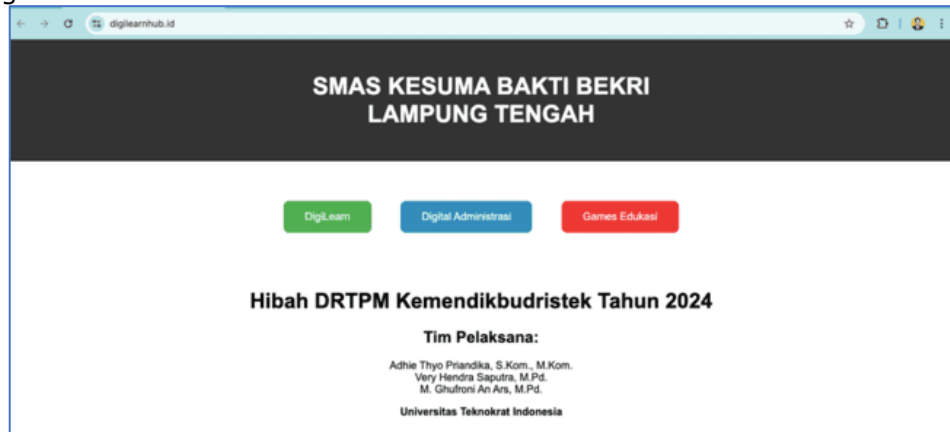 digilearnhub.id
SMAS KESUMA BAKTI BEKRI
LAMPUNG TENGAH
DigiLearn
Digital Administrasi
Games Edukasi
Hibah DRTPM Kemendikbudristek Tahun 2024
Tim Pelaksana:
Adhie Thyo Priandika, S.Kom., M.Kom.
Very Hendra Saputra, M.Pd.
M. Ghufroni An Ars, M.Pd.
Universitas Teknokrat Indonesia